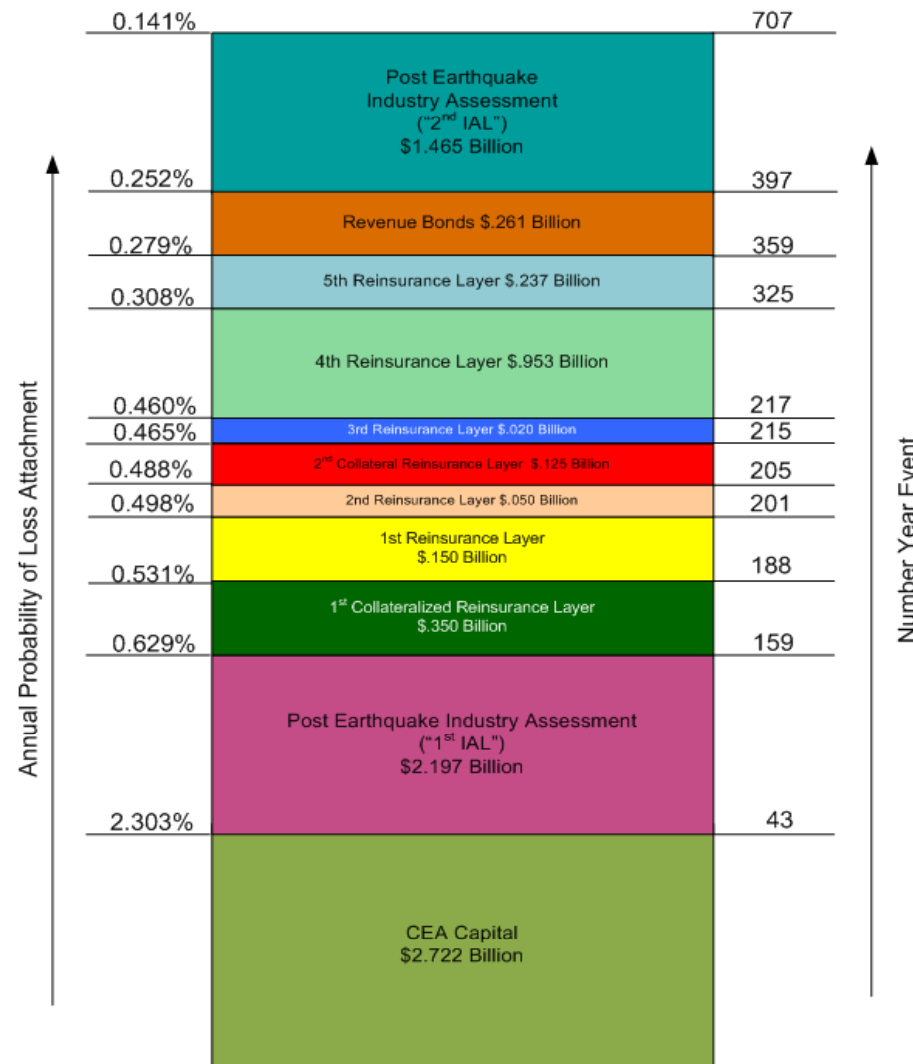 0.141%
707
Post Earthquake
Industry Assessment
("2nd IAL")
$1.465 Billion
0.252%
397
Revenue Bonds $.261 Billion
0.279%
359
5th Reinsurance Layer $.237 Billion
0.308%
325
4th Reinsurance Layer $.953 Billion
0.460%
217
3rd Reinsurance Layer $.020 Billion
0.465%
215
2nd Collateral Reinsurance Layer $.125 Billion
0.488%
205
2nd Reinsurance Layer $.050 Billion
0.498%
201
1st Reinsurance Layer
$.150 Billion
0.531%
188
1st Collateralized Reinsurance Layer
$.350 Billion
0.629%
159
Post Earthquake Industry Assessment
("1st IAL")
$2.197 Billion
2.303%
43
CEA Capital
$2.722 Billion
Annual Probability of Loss Attachment
Number Year Event